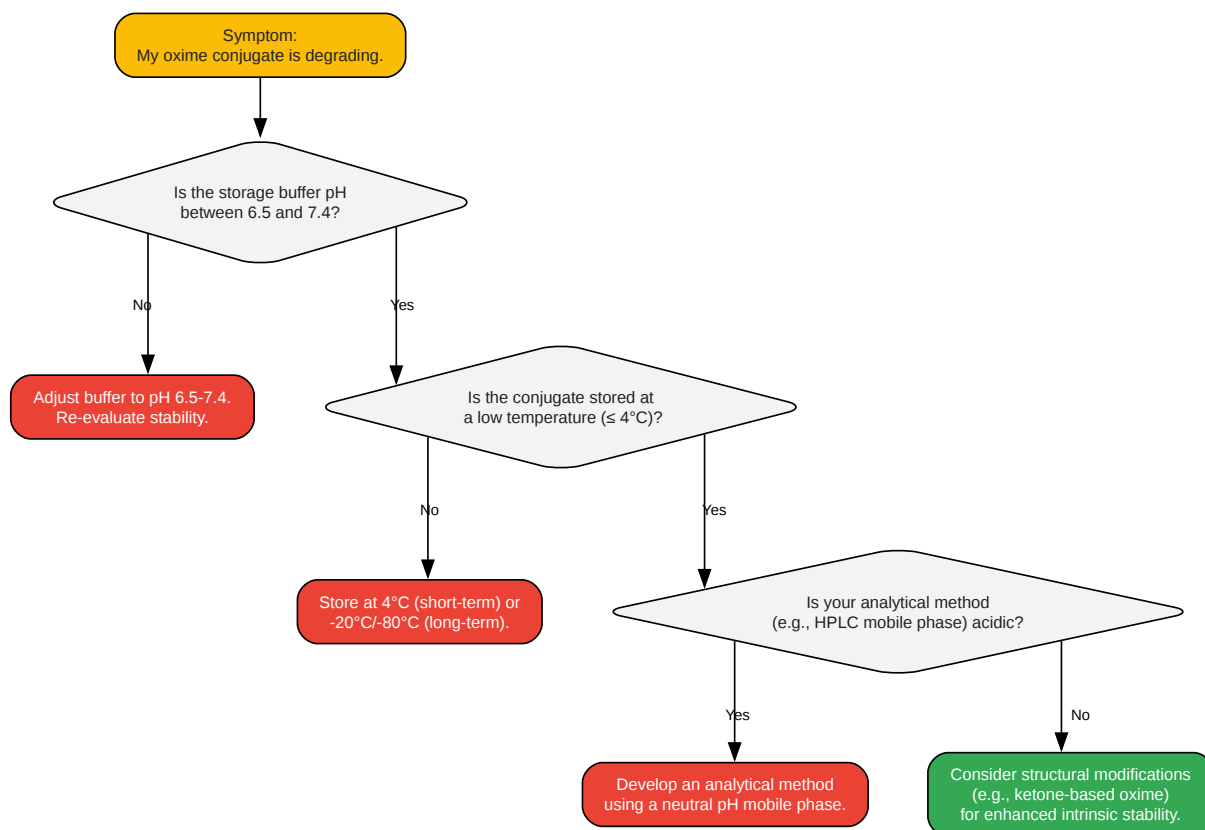 Symptom:
My oxime conjugate is degrading.
Is the storage buffer pH
between 6.5 and 7.4?
No
Yes
Adjust buffer to pH 6.5-7.4.
Re-evaluate stability.
Is the conjugate stored at
a low temperature (≤ 4°C)?
No
Yes
Store at 4°C (short-term) or
-20°C/-80°C (long-term).
Is your analytical method
(e.g., HPLC mobile phase) acidic?
Yes
No
Develop an analytical method
using a neutral pH mobile phase.
Consider structural modifications
(e.g., ketone-based oxime)
for enhanced intrinsic stability.